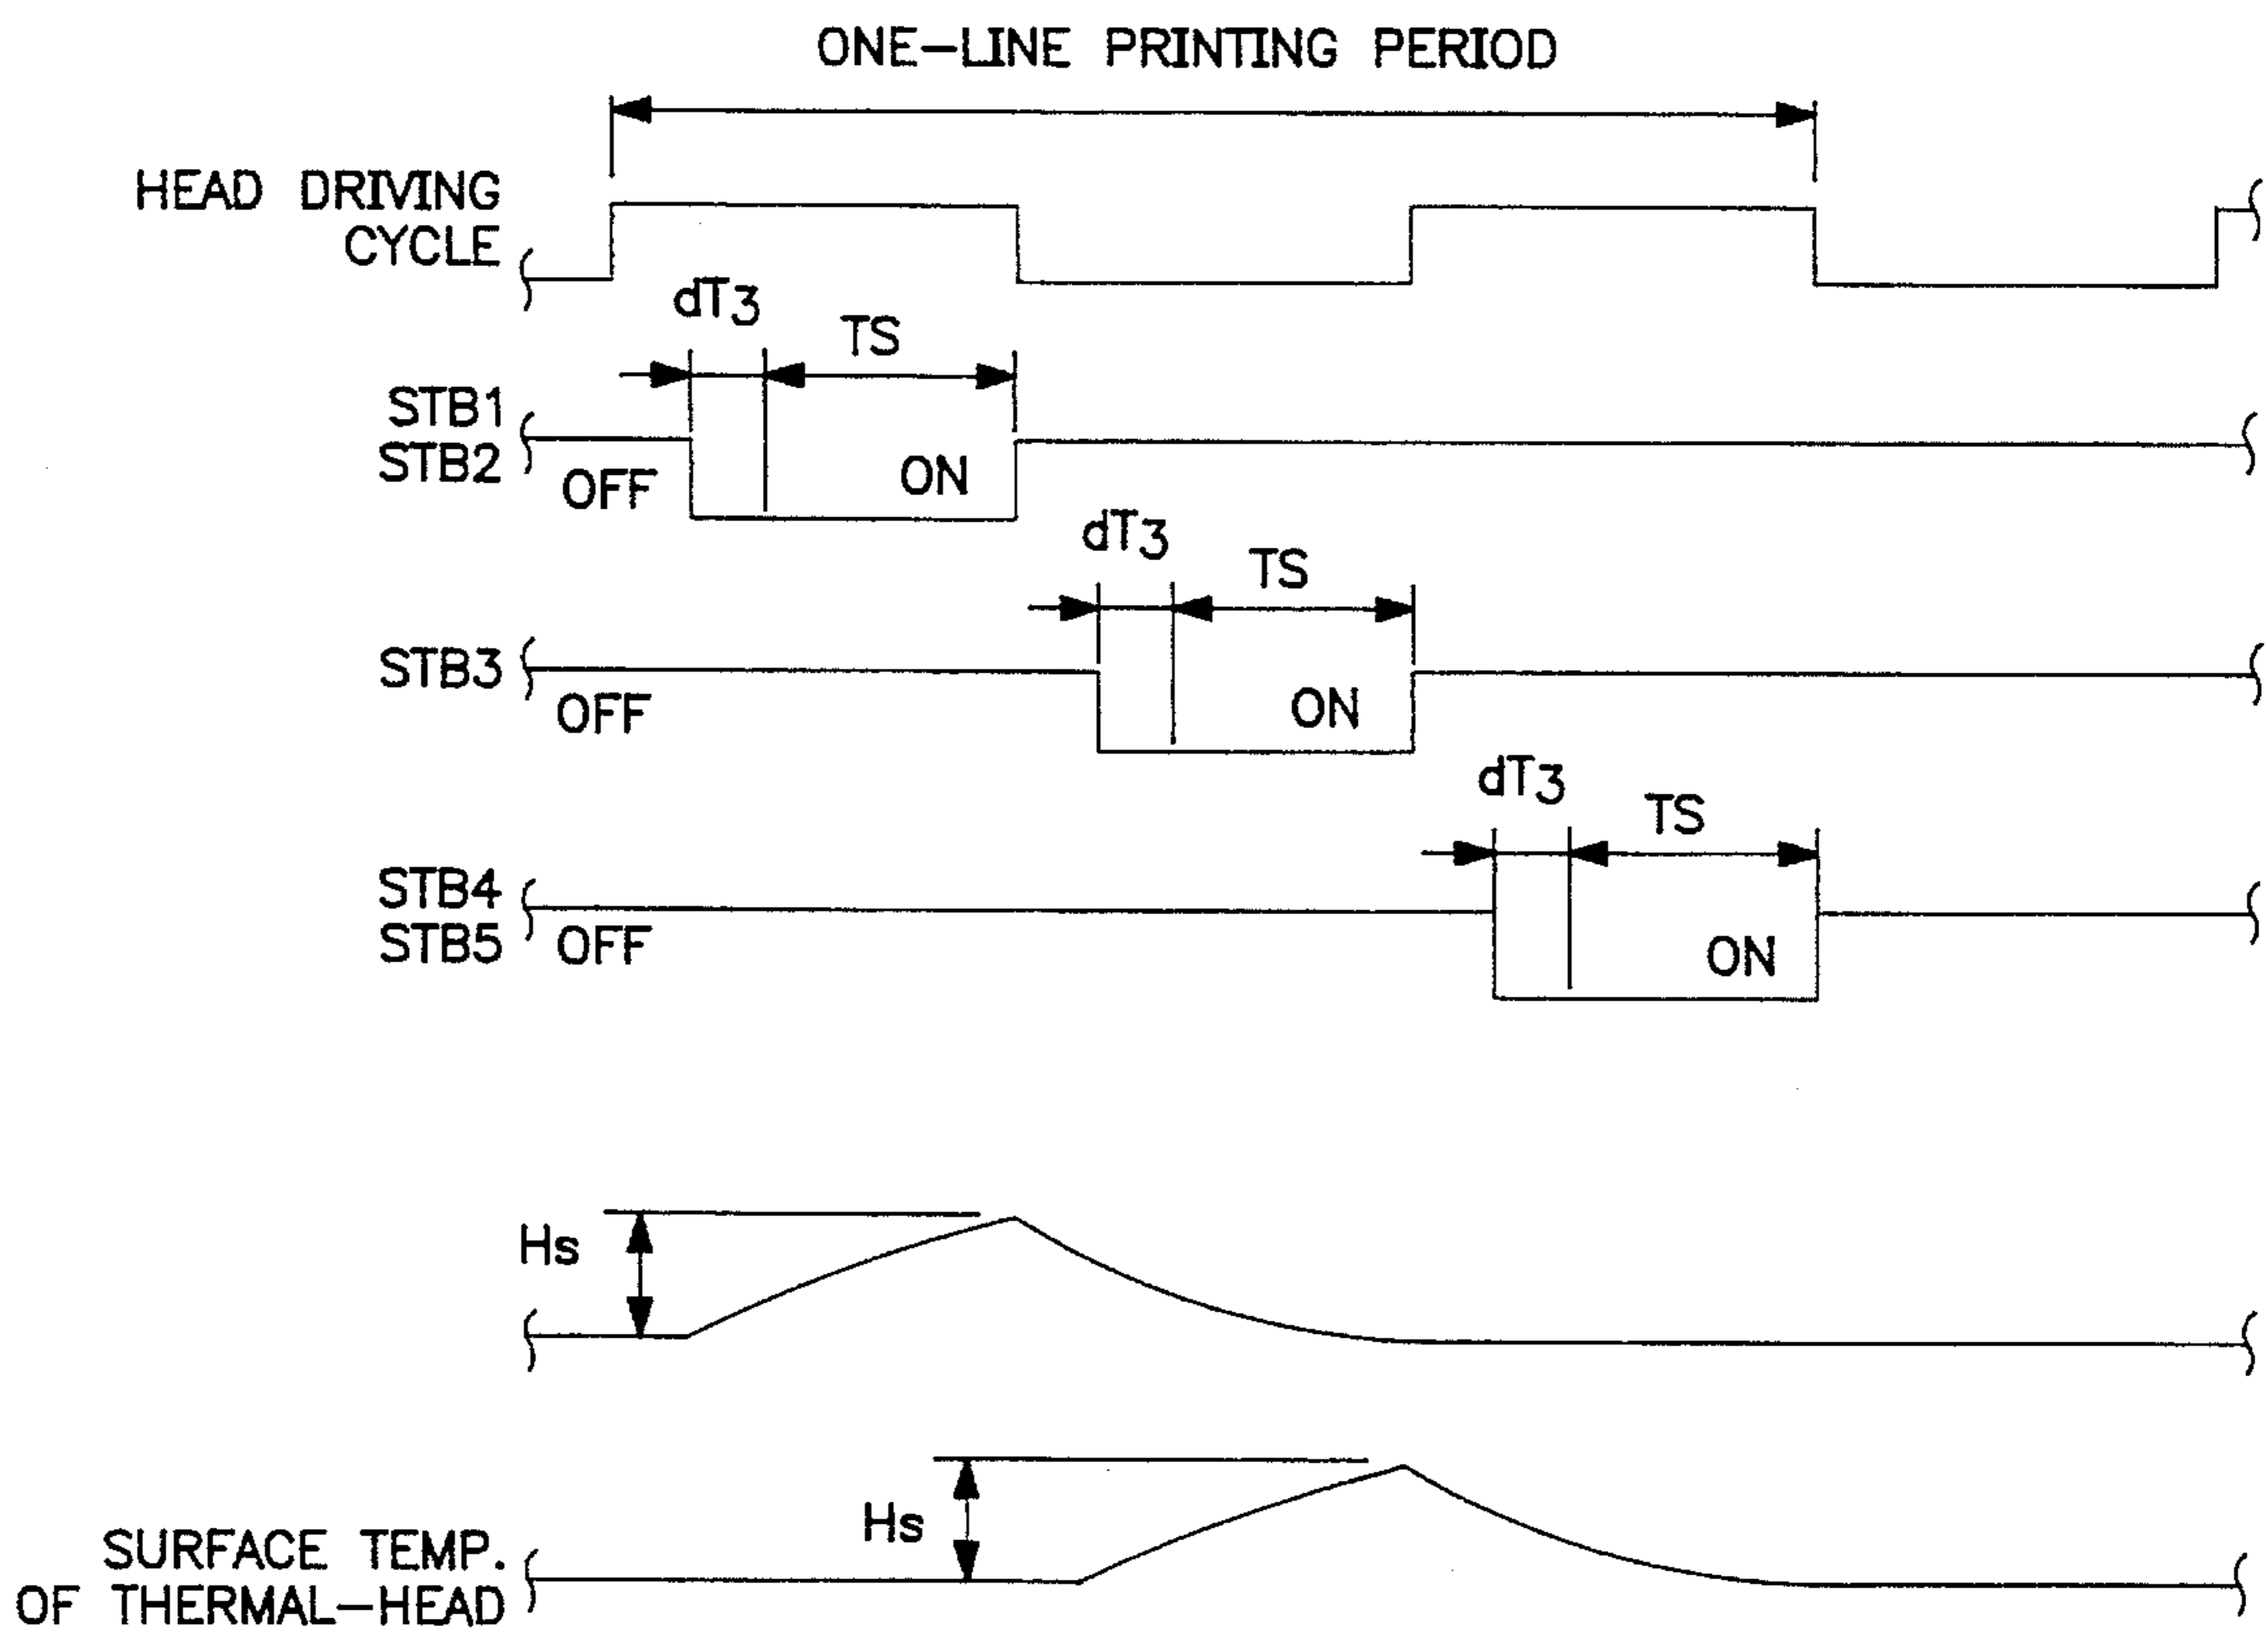 ONE-LINE PRINTING PERIOD
HEAD DRIVING
CYCLE
dT3
TS
STB1
STB2
OFF
ON
dT3
TS
STB3
OFF
ON
dT3
TS
STB4
STB5
OFF
ON
Hs
Hs
SURFACE TEMP.
OF THERMAL-HEAD